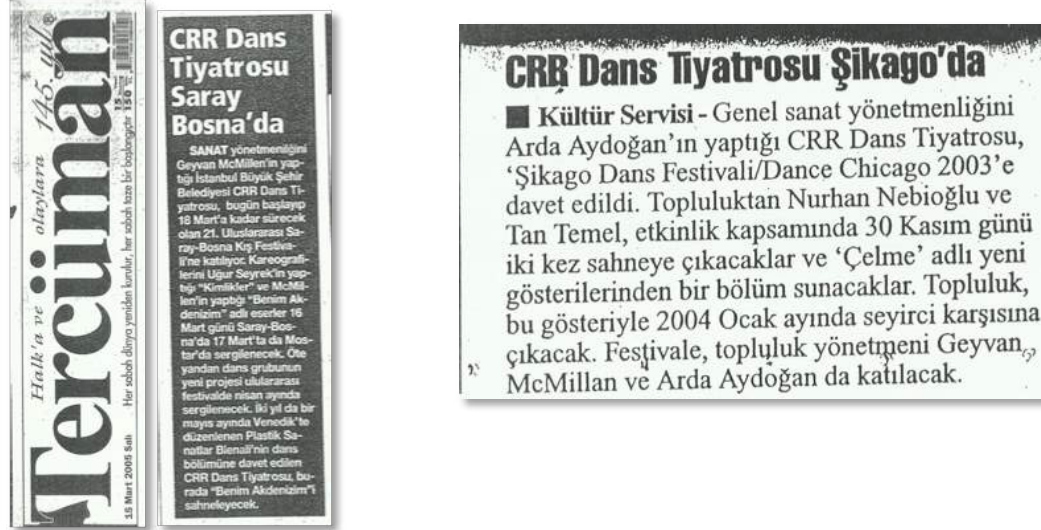 Halk'a ve olaylara
145. yıl
®
Tercüman
15 Mart 2005 Salı
Her sabah dünya yeniden kurulur, her sabah taze bir başlangıçtır
CRR Dans
Tiyatrosu
Saray
Bosna'da
SANAT yönetmenliğini
Geyvan McMillen'in yap-
tığı İstanbul Büyük Şehir
Belediyesi CRR Dans Ti-
yatrosu, bugün başlayıp
18 Mart'a kadar sürecek
olan 21. Uluslararası Sa-
ray-Bosna Kış Festiva-
li'ne katılıyor. Kareografi-
lerini Uğur Seyrek'in yap-
tığı "Kimlikler" ve McMil-
len'in yaptığı "Benim Ak-
denizim" adlı eserler 16
Mart günü Saray-Bos-
na'da 17 Mart'ta da Mos-
tar'da sergilenecek. Öte
yandan dans grubunun
yeni projesi ululararası
festivalde nisan ayında
sergilenecek. İki yıl da bir
mayıs ayında Venedik'te
düzenlenen Plastik Sa-
natlar Bienali'nin dans
bölümüne davet edilen
CRR Dans Tiyatrosu, bu-
rada "Benim Akdenizim"i
sahneleyecek.
CRR Dans Tiyatrosu Şikago'da
■ Kültür Servisi - Genel sanat yönetmenliğini
Arda Aydoğan'ın yaptığı CRR Dans Tiyatrosu,
'Şikago Dans Festivali/Dance Chicago 2003'e
davet edildi. Topluluktan Nurhan Nebioğlu ve
Tan Temel, etkinlik kapsamında 30 Kasım günü
iki kez sahneye çıkacaklar ve 'Çelme' adlı yeni
gösterilerinden bir bölüm sunacaklar. Topluluk,
bu gösteriyle 2004 Ocak ayında seyirci karşısına
çıkacak. Festivale, topluluk yönetmeni Geyvan
McMillan ve Arda Aydoğan da katılacak.